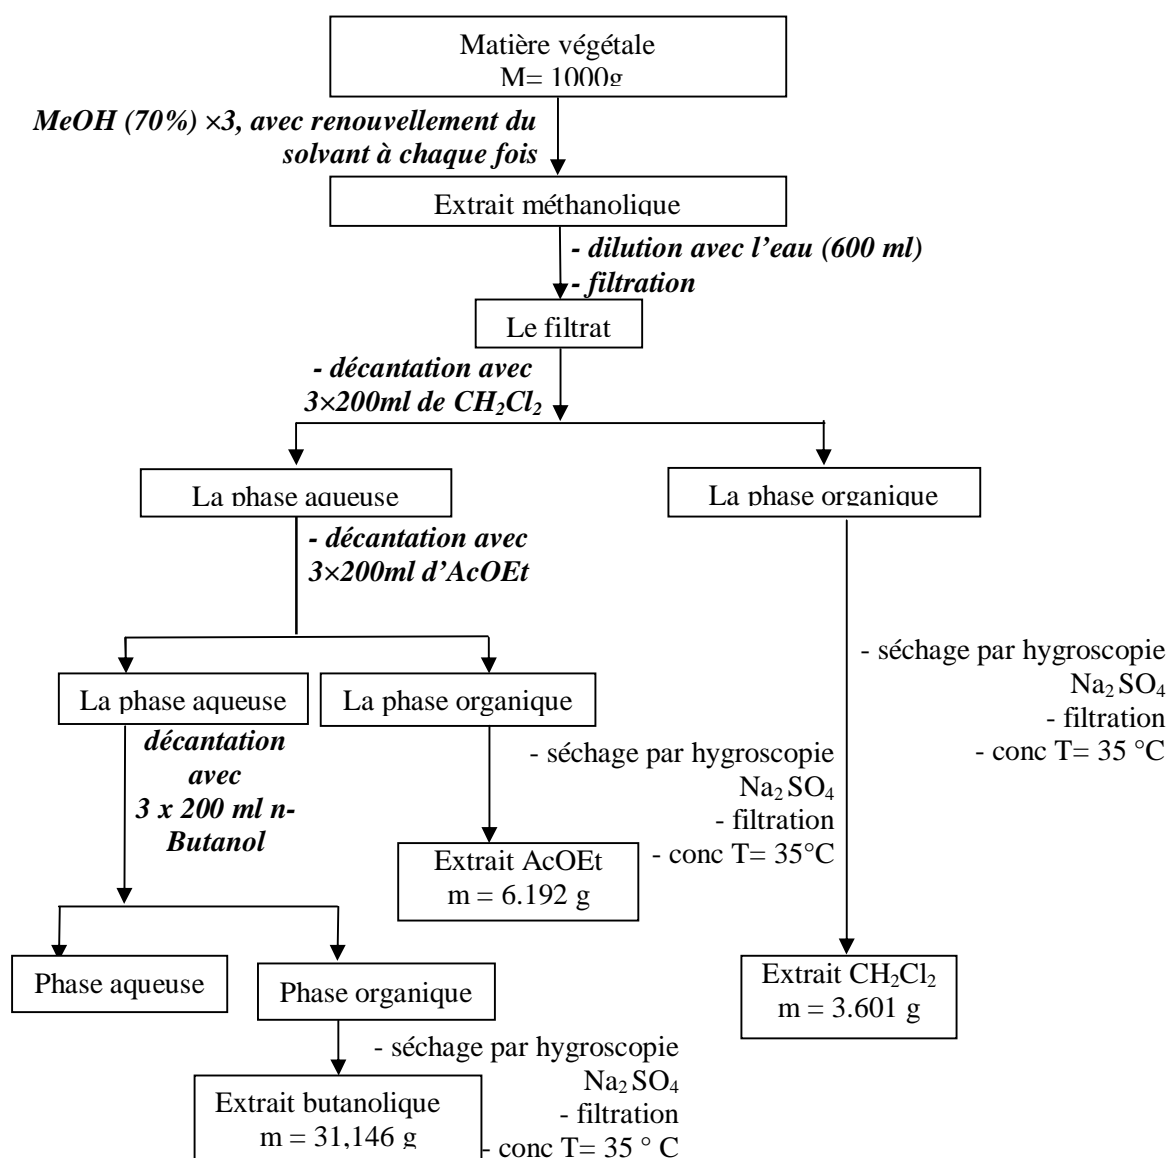 Matière végétale
M= 1000g
MeOH (70%) ×3, avec renouvellement du
solvant à chaque fois
Extrait méthanolique
- dilution avec l'eau (600 ml)
- filtration
Le filtrat
- décantation avec
3×200ml de CH₂Cl₂
La phase aqueuse
La phase organique
- décantation avec
3×200ml d'AcOEt
- séchage par hygroscopie
Na₂SO₄
- filtration
- conc T= 35 °C
La phase aqueuse
La phase organique
décantation
avec
3 x 200 ml n-
Butanol
- séchage par hygroscopie
Na₂SO₄
- filtration
- conc T= 35°C
Extrait AcOEt
m = 6.192 g
Phase aqueuse
Phase organique
Extrait CH₂Cl₂
m = 3.601 g
- séchage par hygroscopie
Na₂SO₄
- filtration
- conc T= 35 ° C
Extrait butanolique
m = 31,146 g